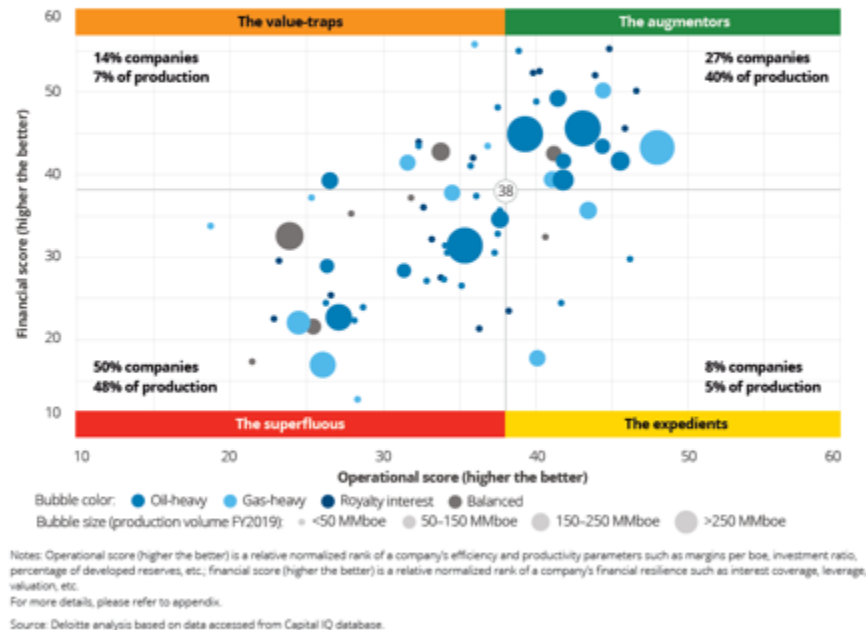 The value-traps
The augmentors
60
14% companies
7% of production
27% companies
40% of production
50
40
38
30
20
50% companies
48% of production
8% companies
5% of production
10
Financial score (higher the better)
The superfluous
The expedients
10 20 30 40 50 60
Operational score (higher the better)
Bubble color: Oil-heavy Gas-heavy Royalty interest Balanced
Bubble size (production volume FY2019): <50 MMboe 50–150 MMboe 150–250 MMboe >250 MMboe
Notes: Operational score (higher the better) is a relative normalized rank of a company's efficiency and productivity parameters such as margins per boe, investment ratio,
percentage of developed reserves, etc.; financial score (higher the better) is a relative normalized rank of a company's financial resilience such as interest coverage, leverage,
valuation, etc.
For more details, please refer to appendix.
Source: Deloitte analysis based on data accessed from Capital IQ database.